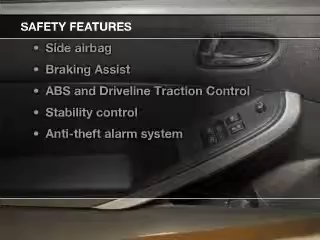 SAFETY FEATURES
• Side airbag
• Braking Assist
• ABS and Driveline Traction Control
• Stability control
• Anti-theft alarm system